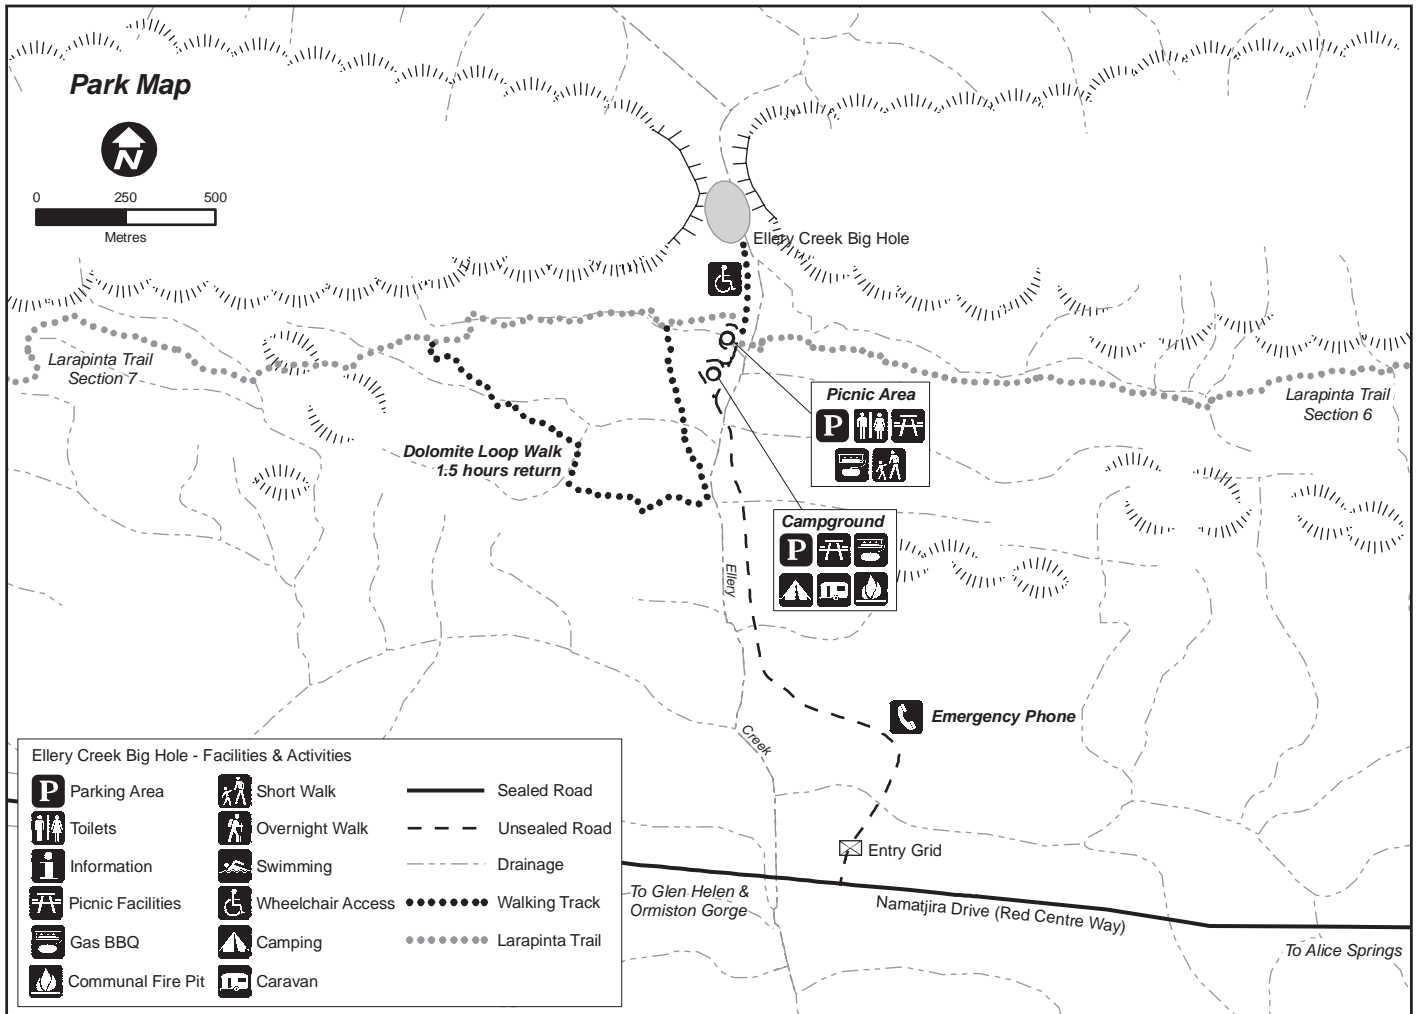 Park Map
N
0 250 500
Metres
Ellery Creek Big Hole
Larapinta Trail
Section 7
Larapinta Trail
Section 6
Picnic Area
P
Dolomite Loop Walk
1.5 hours return
Campground
P
Ellery
Creek
Emergency Phone
Entry Grid
To Glen Helen &
Ormiston Gorge
Namatjira Drive (Red Centre Way)
To Alice Springs
Ellery Creek Big Hole - Facilities & Activities
P Parking Area
Toilets
i Information
Picnic Facilities
Gas BBQ
Communal Fire Pit
Short Walk
Overnight Walk
Swimming
Wheelchair Access
Camping
Caravan
Sealed Road
Unsealed Road
Drainage
Walking Track
Larapinta Trail